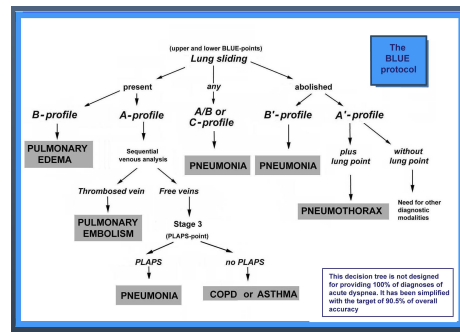 The
BLUE
protocol
(upper and lower BLUE-points)
Lung sliding
present
any
abolished
B-profile
A-profile
A/B or
C-profile
B'-profile
A'-profile
PULMONARY
EDEMA
Sequential
venous analysis
PNEUMONIA
PNEUMONIA
plus
lung point
without
lung point
Thrombosed vein
Free veins
PNEUMOTHORAX
Need for other
diagnostic
modalities
PULMONARY
EMBOLISM
Stage 3
(PLAPS-point)
PLAPS
no PLAPS
PNEUMONIA
COPD or ASTHMA
This decision tree is not designed
for providing 100% of diagnoses of
acute dyspnea. It has been simplified
with the target of 90.5% of overall
accuracy